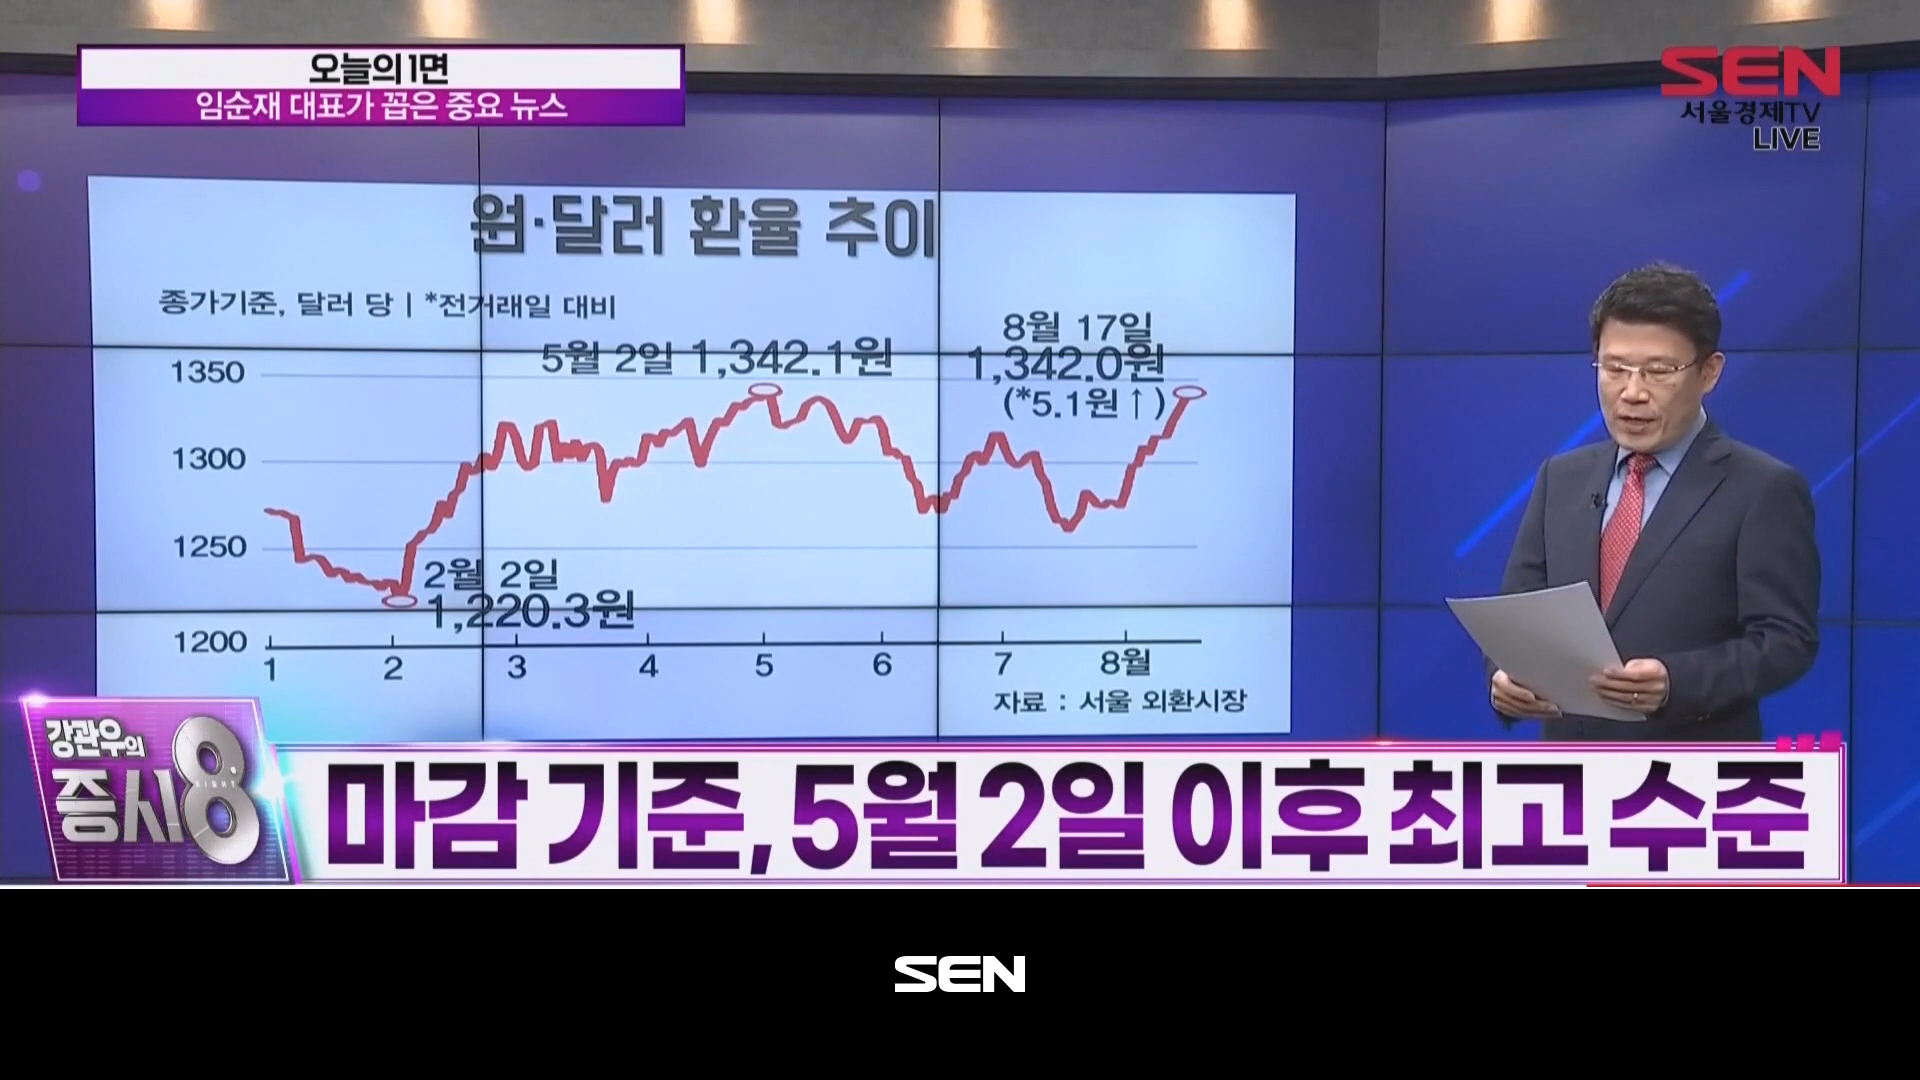 오늘의 1면
임순재 대표가 꼽은 중요 뉴스
SEN
서울경제TV
LIVE
원·달러 환율 추이
종가기준, 달러 당 | *전거래일 대비
8월 17일
5월 2일 1,342.1원
1,342.0원
(*5.1원↑)
1350
1300
1250
2월 2일
1,220.3원
1200
1 2 3 4 5 6 7 8월
자료 : 서울 외환시장
강관우의
증시8
EIGHT
마감 기준, 5월 2일 이후 최고 수준
SEN